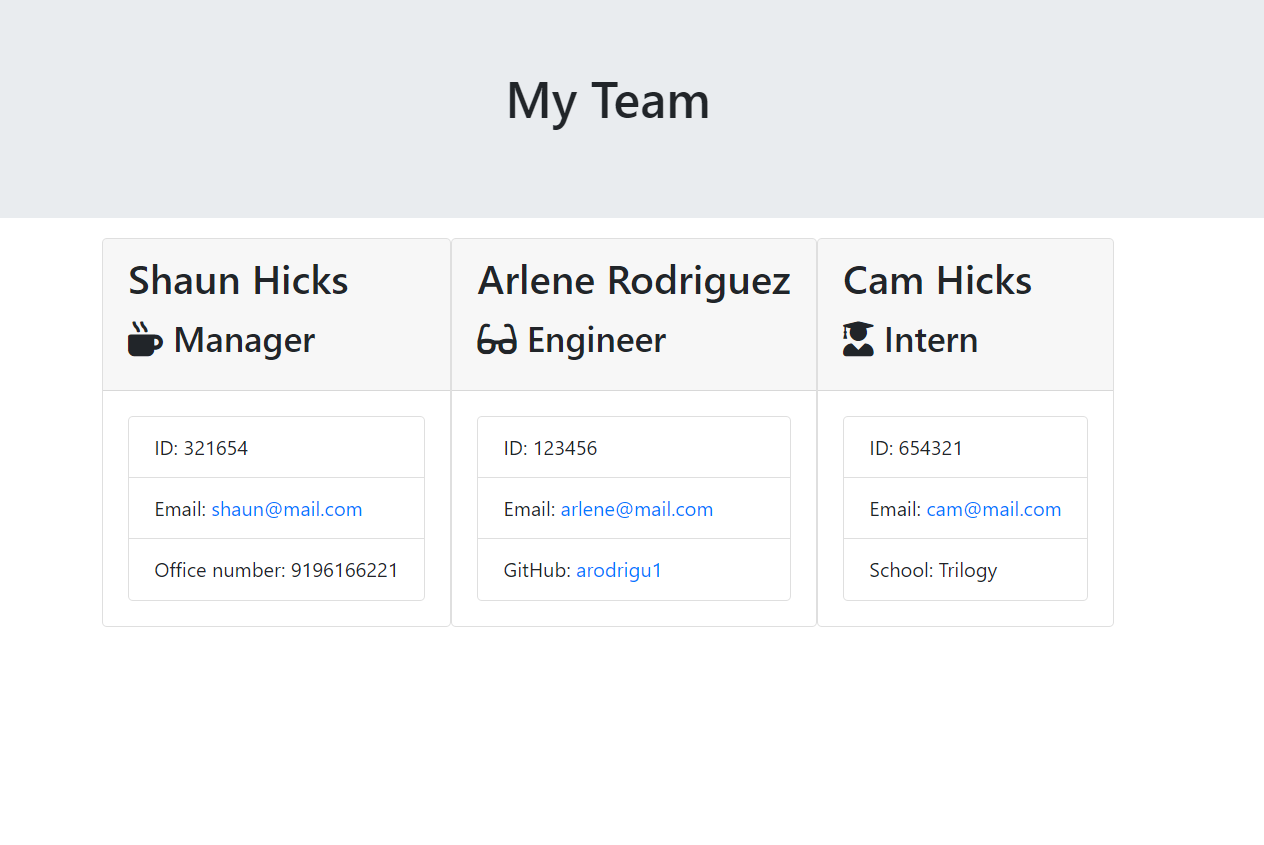 My Team
Shaun Hicks
Manager
ID: 321654
Email: shaun@mail.com
Office number: 9196166221
Arlene Rodriguez
Engineer
ID: 123456
Email: arlene@mail.com
GitHub: arodrigu1
Cam Hicks
Intern
ID: 654321
Email: cam@mail.com
School: Trilogy